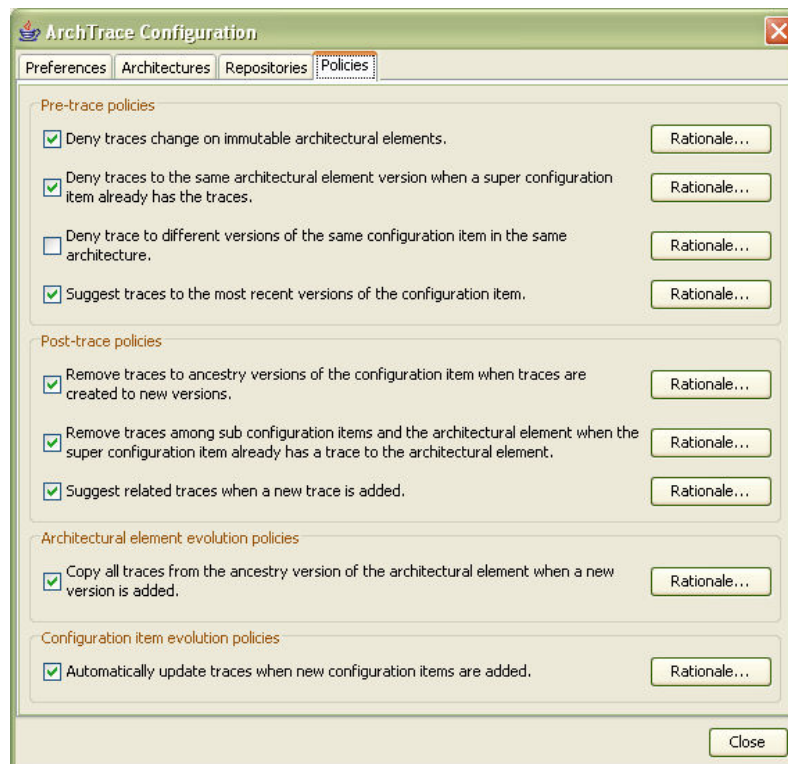 ArchTrace Configuration
Preferences Architectures Repositories Policies
Pre-trace policies
Deny traces change on immutable architectural elements.
Rationale...
Deny traces to the same architectural element version when a super configuration
item already has the traces.
Rationale...
Deny trace to different versions of the same configuration item in the same
architecture.
Rationale...
Suggest traces to the most recent versions of the configuration item.
Rationale...
Post-trace policies
Remove traces to ancestry versions of the configuration item when traces are
created to new versions.
Rationale...
Remove traces among sub configuration items and the architectural element when the
super configuration item already has a trace to the architectural element.
Rationale...
Suggest related traces when a new trace is added.
Rationale...
Architectural element evolution policies
Copy all traces from the ancestry version of the architectural element when a new
version is added.
Rationale...
Configuration item evolution policies
Automatically update traces when new configuration items are added.
Rationale...
Close